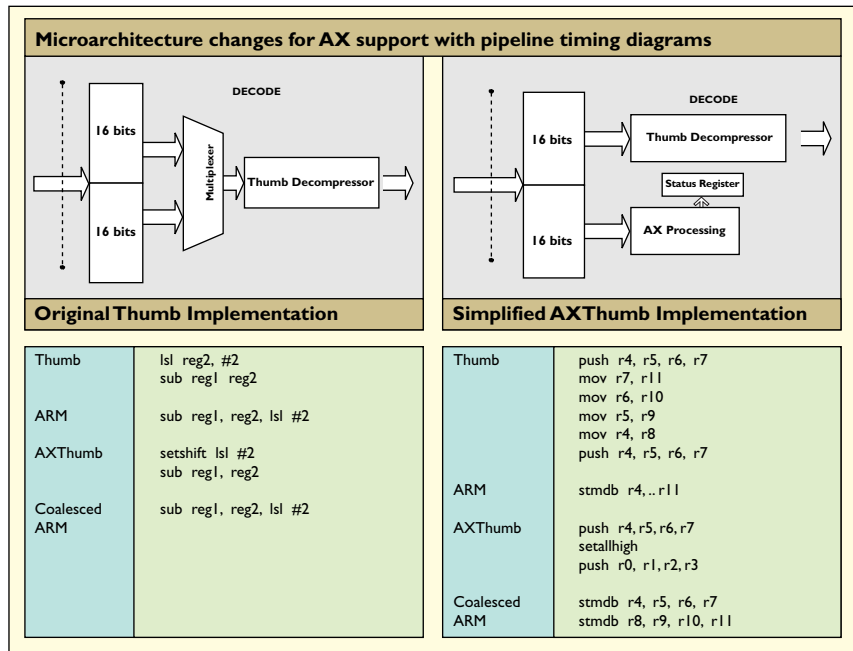 Microarchitecture changes for AX support with pipeline timing diagrams
DECODE
16 bits
16 bits
Multiplexer
Thumb Decompressor
Original Thumb Implementation
DECODE
16 bits
16 bits
Thumb Decompressor
Status Register
AX Processing
Simplified AXThumb Implementation
Thumb lsl reg2, #2
sub reg1 reg2
ARM sub reg1, reg2, lsl #2
AXThumb setshift lsl #2
sub reg1, reg2
Coalesced sub reg1, reg2, lsl #2
ARM
Thumb push r4, r5, r6, r7
mov r7, r11
mov r6, r10
mov r5, r9
mov r4, r8
push r4, r5, r6, r7
ARM stmdb r4,..r11
AXThumb push r4, r5, r6, r7
setallhigh
push r0, r1, r2, r3
Coalesced stmdb r4, r5, r6, r7
ARM stmdb r8, r9, r10, r11